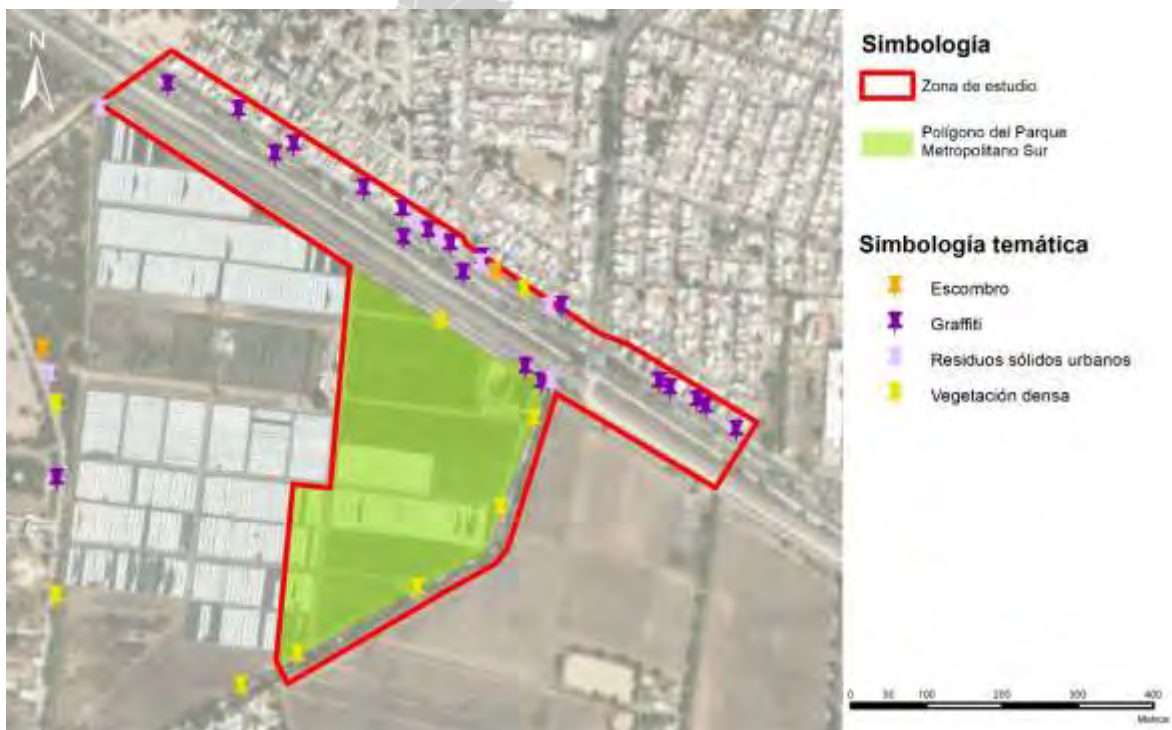 N
Simbología
Zona de estudio
Polígono del Parque
Metropolitano Sur
Simbología temática
Escombro
Graffiti
Residuos sólidos urbanos
Vegetación densa
0 50 100 200 300 400
Metros